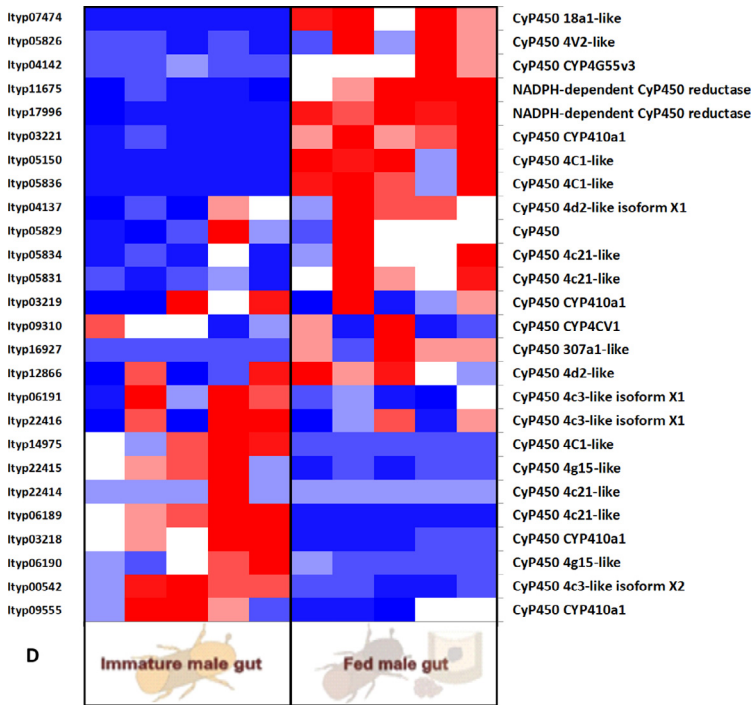 Ityp07474 CyP450 18a1-like
Ityp05826 CyP450 4V2-like
Ityp04142 CyP450 CYP4G55v3
Ityp11675 NADPH-dependent CyP450 reductase
Ityp17996 NADPH-dependent CyP450 reductase
Ityp03221 CyP450 CYP410a1
Ityp05150 CyP450 4C1-like
Ityp05836 CyP450 4C1-like
Ityp04137 CyP450 4d2-like isoform X1
Ityp05829 CyP450
Ityp05834 CyP450 4c21-like
Ityp05831 CyP450 4c21-like
Ityp03219 CyP450 CYP410a1
Ityp09310 CyP450 CYP4CV1
Ityp16927 CyP450 307a1-like
Ityp12866 CyP450 4d2-like
Ityp06191 CyP450 4c3-like isoform X1
Ityp22416 CyP450 4c3-like isoform X1
Ityp14975 CyP450 4C1-like
Ityp22415 CyP450 4g15-like
Ityp22414 CyP450 4c21-like
Ityp06189 CyP450 4c21-like
Ityp03218 CyP450 CYP410a1
Ityp06190 CyP450 4g15-like
Ityp00542 CyP450 4c3-like isoform X2
Ityp09555 CyP450 CYP410a1
D Immature male gut Fed male gut